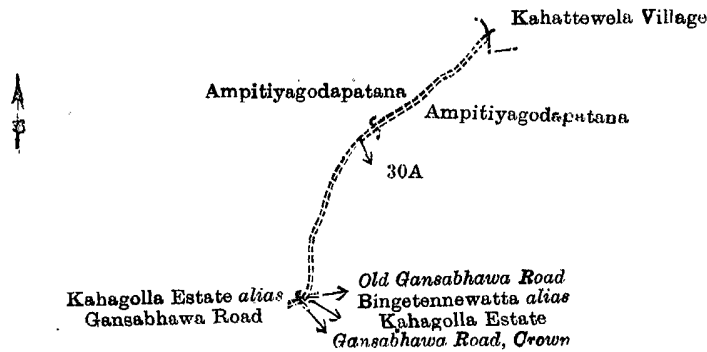 Kahattewela Village
Ampitiyagodapatana
Ampitiyagodapatana
30A
Kahagolla Estate alias
Gansabhawa Road
Old Gansabhawa Road
Bingetennewatta alias
Kahagolla Estate
Gansabhawa Road, Crown